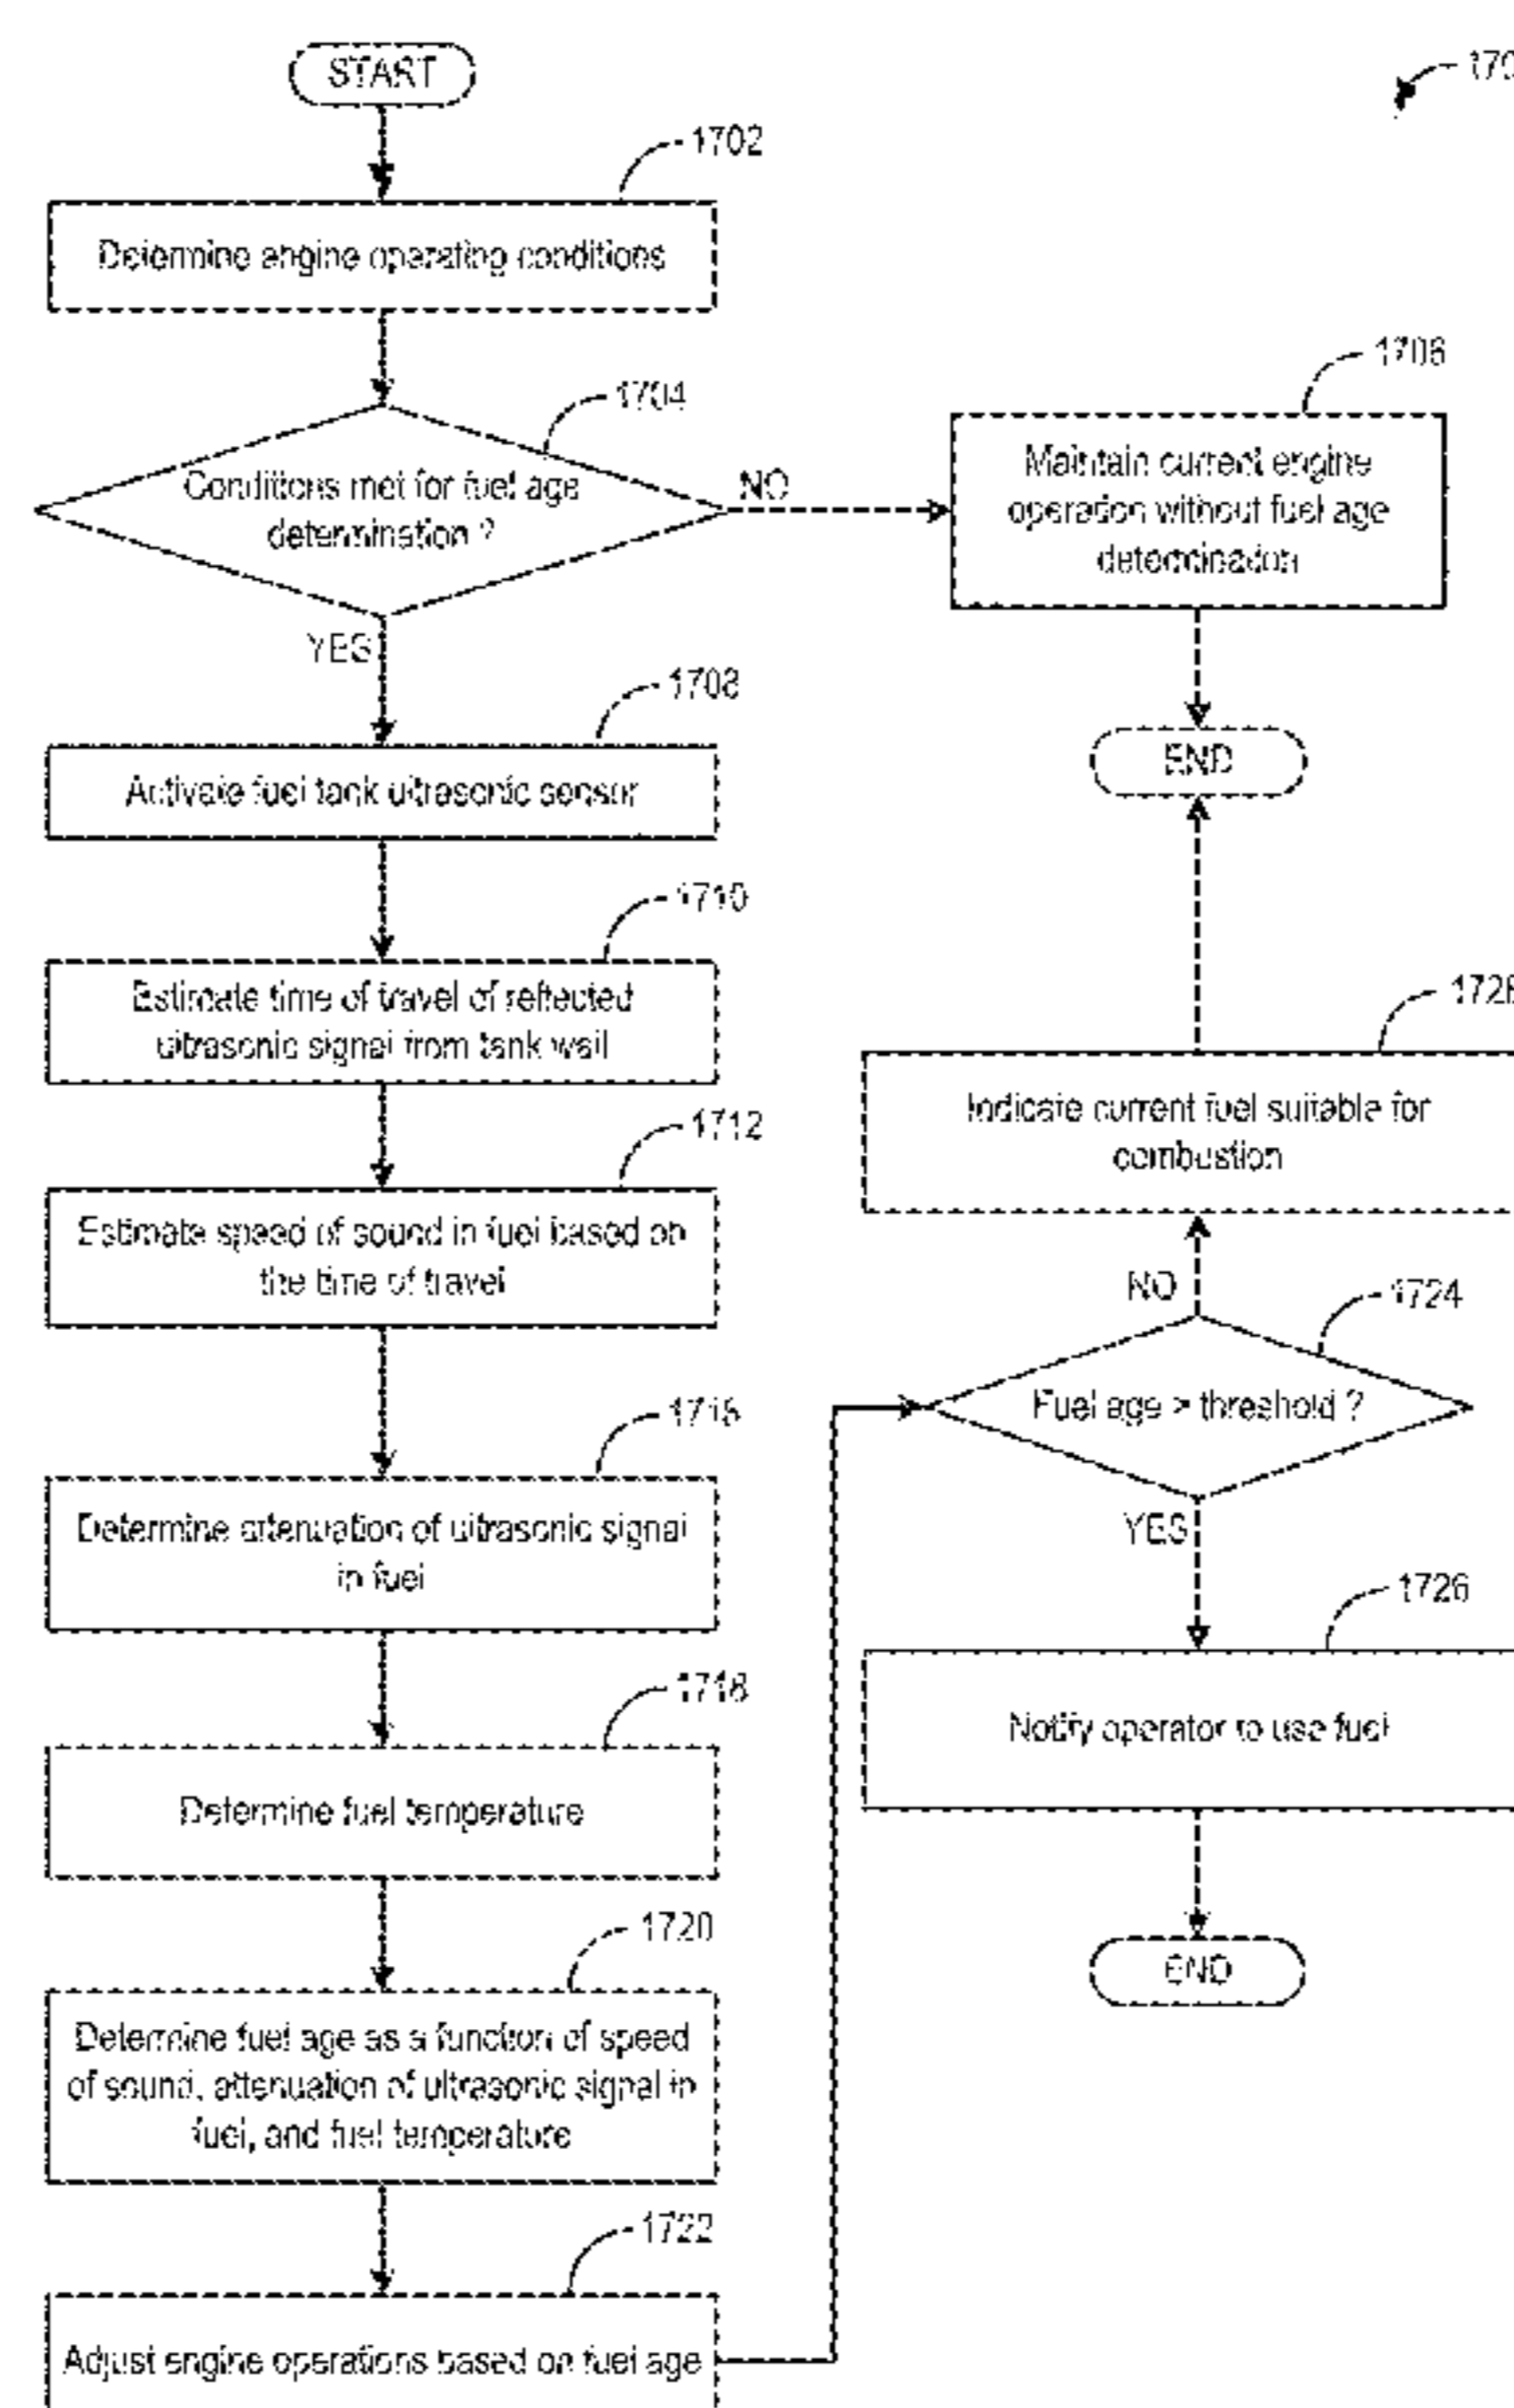 START
1702
Determine engine operating conditions
1704
Conditions met for fuel age
determination ?
NO
YES
1706
Maintain current engine
operation without fuel age
determination
END
1708
Activate fuel tank ultrasonic sensor
1710
Estimate time of travel of reflected
ultrasonic signal from tank wall
1712
Estimate speed of sound in fuel based on
the time of travel
Determine attenuation of ultrasonic signal
in fuel
1718
Determine fuel temperature
1720
Determine fuel age as a function of speed
of sound, attenuation of ultrasonic signal in
fuel, and fuel temperature
1722
Adjust engine operations based on fuel age
Indicate current fuel suitable for
combustion
NO
1724
Fuel age > threshold ?
YES
1726
Notify operator to use fuel
END